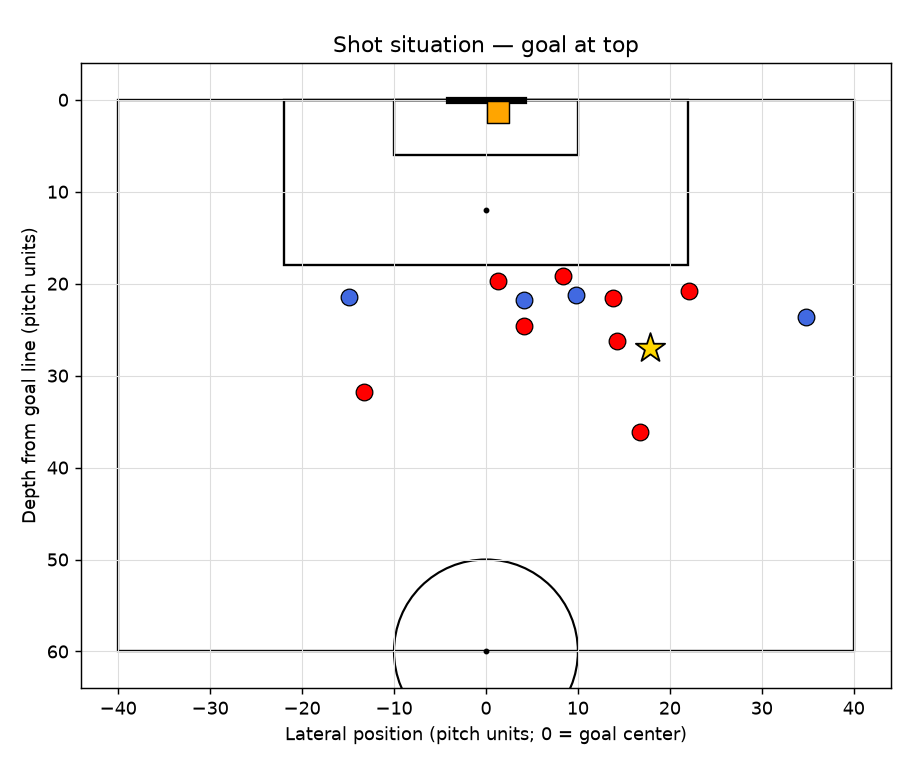 Shot situation — goal at top
Depth from goal line (pitch units)
0
10
20
30
40
50
60
−40 −30 −20 −10 0 10 20 30 40
Lateral position (pitch units; 0 = goal center)